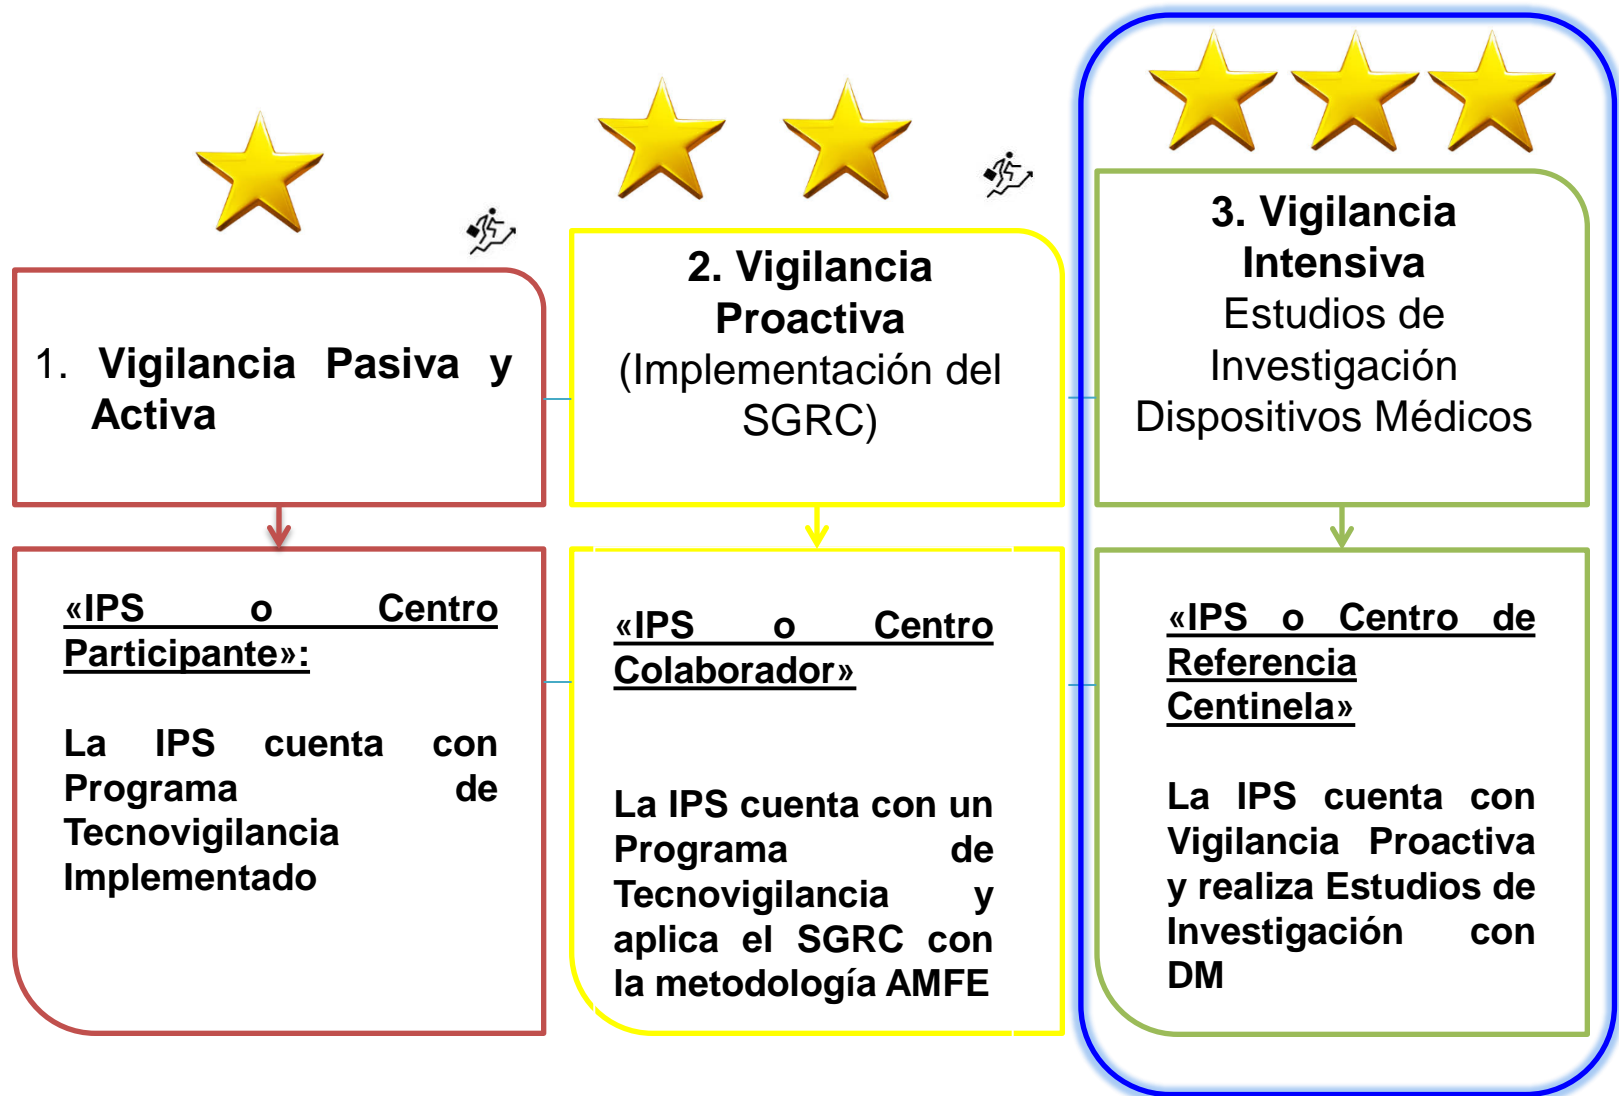 1. Vigilancia Pasiva y
Activa
«IPS o Centro
Participante»:
La IPS cuenta con
Programa de
Tecnovigilancia
Implementado
2. Vigilancia
Proactiva
(Implementación del
SGRC)
«IPS o Centro
Colaborador»
La IPS cuenta con un
Programa de
Tecnovigilancia y
aplica el SGRC con
la metodología AMFE
3. Vigilancia
Intensiva
Estudios de
Investigación
Dispositivos Médicos
«IPS o Centro de
Referencia
Centinela»
La IPS cuenta con
Vigilancia Proactiva
y realiza Estudios de
Investigación con
DM